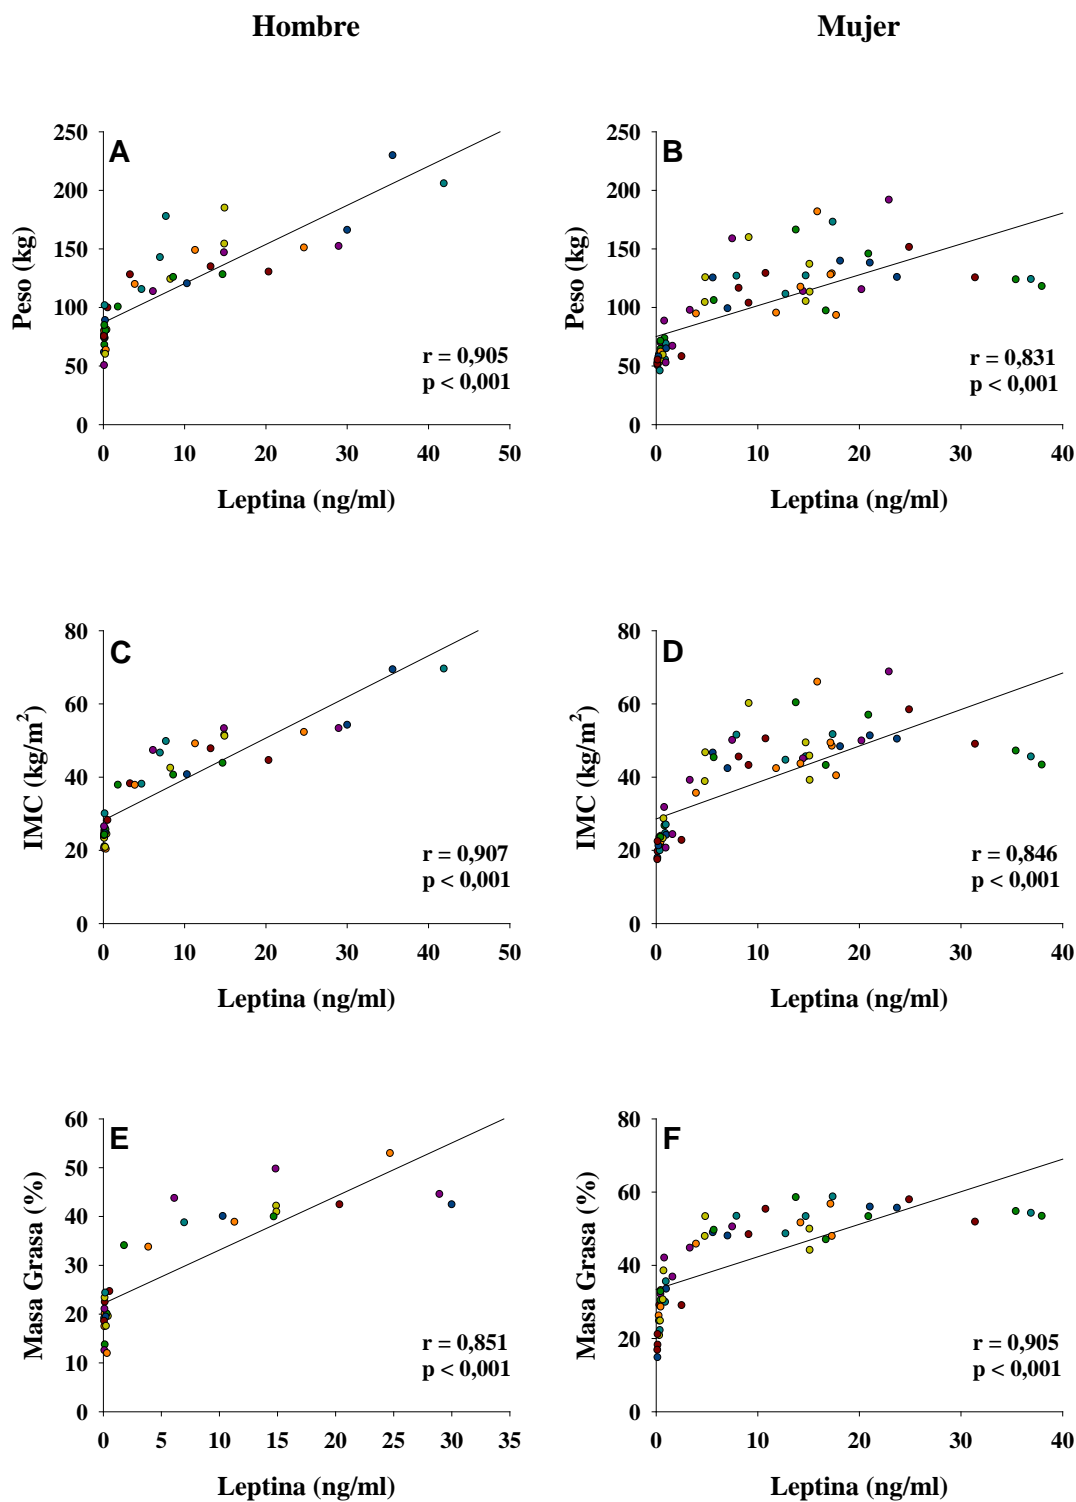 Hombre
Mujer
A
250
200
150
100
50
0
Peso (kg)
r = 0,905
p < 0,001
0 10 20 30 40 50
Leptina (ng/ml)
B
250
200
150
100
50
0
Peso (kg)
r = 0,831
p < 0,001
0 10 20 30 40
Leptina (ng/ml)
C
80
60
40
20
0
IMC (kg/m²)
r = 0,907
p < 0,001
0 10 20 30 40 50
Leptina (ng/ml)
D
80
60
40
20
0
IMC (kg/m²)
r = 0,846
p < 0,001
0 10 20 30 40
Leptina (ng/ml)
E
60
50
40
30
20
10
0
Masa Grasa (%)
r = 0,851
p < 0,001
0 5 10 15 20 25 30 35
Leptina (ng/ml)
F
80
60
40
20
0
Masa Grasa (%)
r = 0,905
p < 0,001
0 10 20 30 40
Leptina (ng/ml)